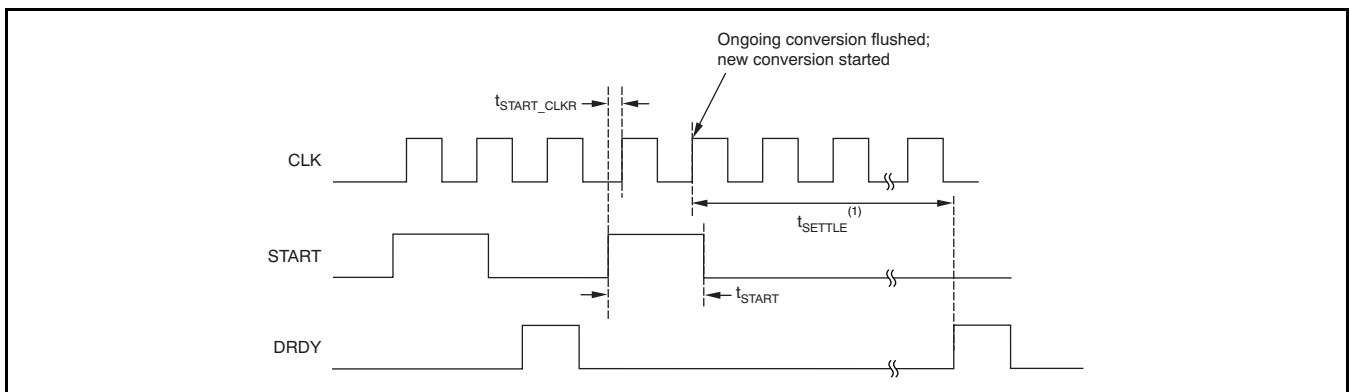 Ongoing conversion flushed;
new conversion started
tSTART_CLKR
CLK
tSETTLE(1)
START
tSTART
DRDY